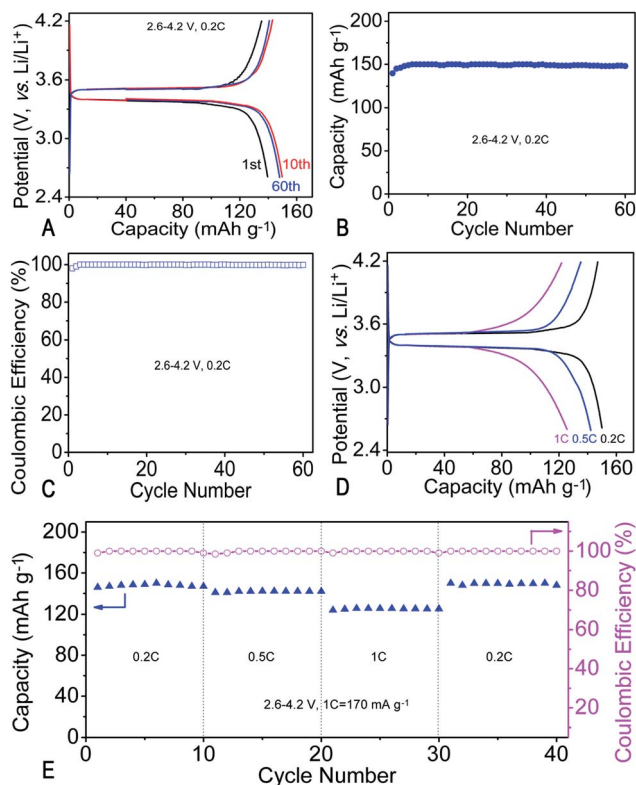 4.2
3.6
3.0
2.4
Potential (V, vs. Li/Li+)
2.6-4.2 V, 0.2C
1st
10th
60th
0 40 80 120 160
A
Capacity (mAh g-1)
250
200
150
100
50
0
Capacity (mAh g-1)
2.6-4.2 V, 0.2C
0 20 40 60
B
Cycle Number
100
80
60
40
20
0
Coulombic Efficiency (%)
2.6-4.2 V, 0.2C
0 20 40 60
C
Cycle Number
4.2
3.6
3.0
2.4
Potential (V, vs. Li/Li+)
1C 0.5C 0.2C
0 40 80 120 160
D
Capacity (mAh g-1)
200
160
120
80
40
0
Capacity (mAh g-1)
0.2C 0.5C 1C 0.2C
2.6-4.2 V, 1C=170 mA g-1
100
80
60
40
20
Coulombic Efficiency (%)
0 10 20 30 40
E
Cycle Number